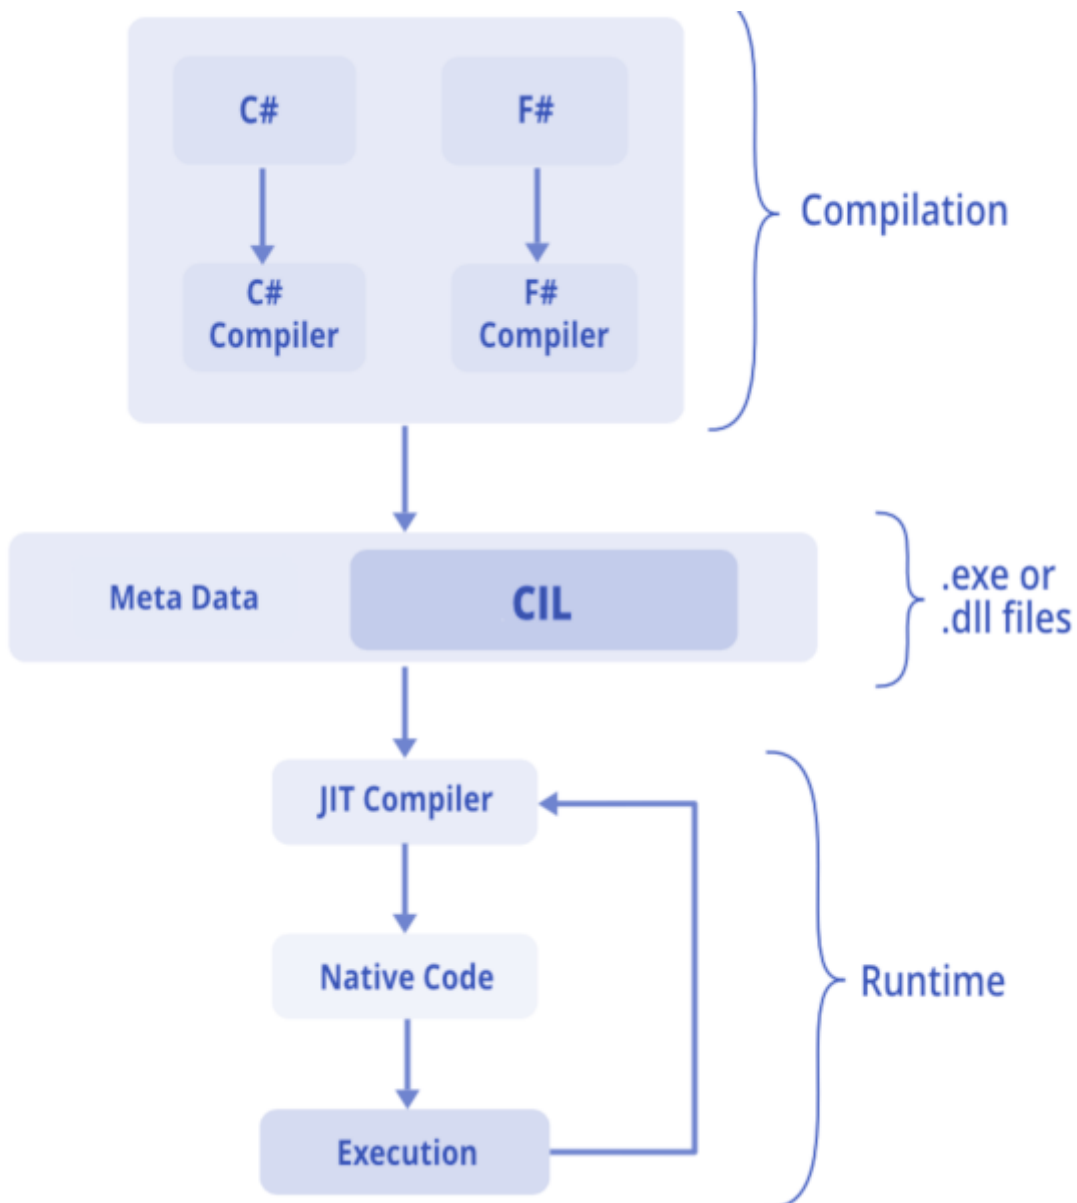 C#
F#
C#
Compiler
F#
Compiler
Compilation
Meta Data
CIL
.exe or
.dll files
JIT Compiler
Native Code
Execution
Runtime